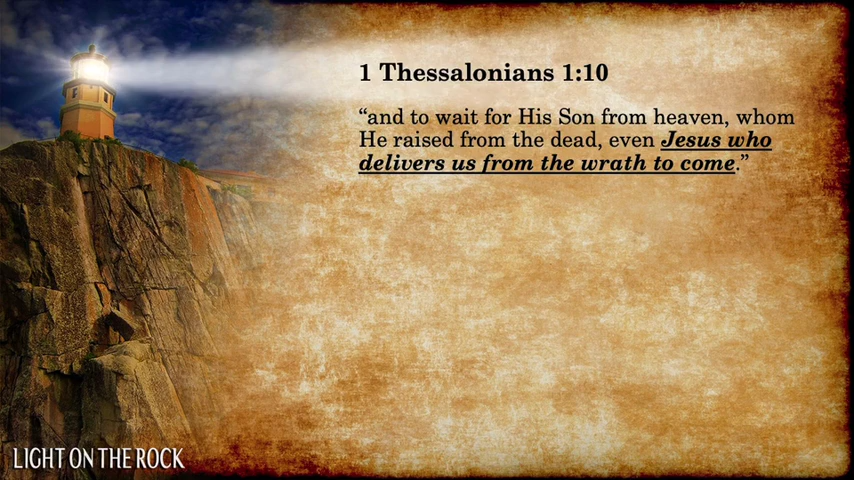 1 Thessalonians 1:10
“and to wait for His Son from heaven, whom
He raised from the dead, even Jesus who
delivers us from the wrath to come.”
LIGHT ON THE ROCK